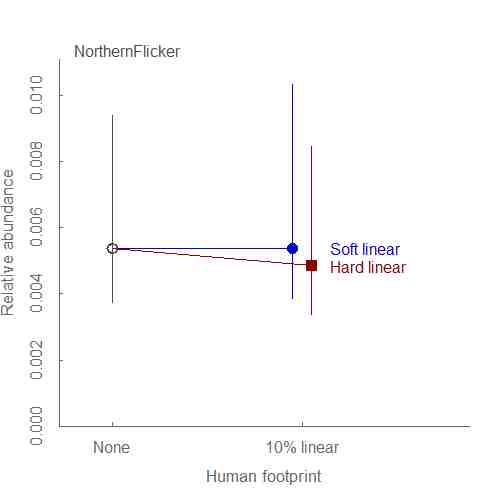 NorthernFlicker
Relative abundance
0.010
0.008
0.006
0.004
0.002
0.000
Soft linear
Hard linear
None
10% linear
Human footprint